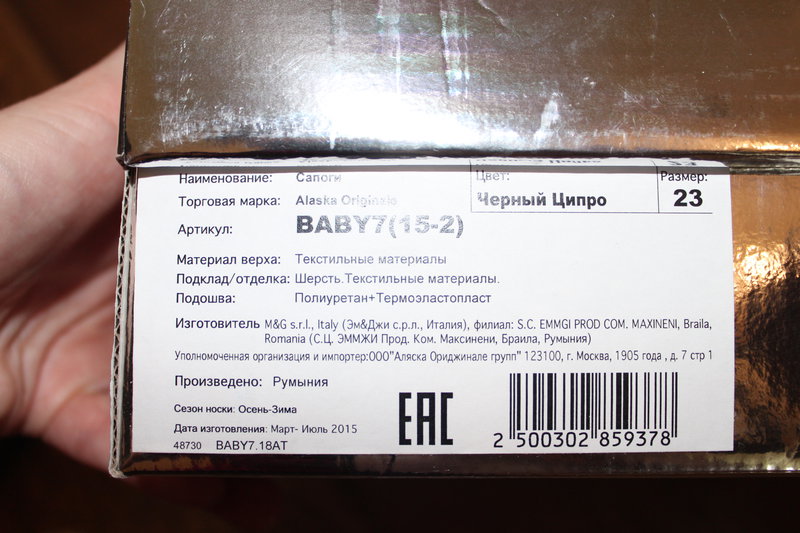 Наименование: Сапоги
Цвет:
Размер:
Торговая марка: Alaska Originale
Черный Ципро
23
Артикул: BABY7(15-2)
Материал верха: Текстильные материалы
Подклад/отделка: Шерсть.Текстильные материалы.
Подошва: Полиуретан+Термоэластопласт
Изготовитель M&G s.r.l., Italy (Эм&Джи с.р.л., Италия), филиал: S.C. EMMGI PROD COM. MAXINENI, Braila,
Romania (С.Ц. ЭММЖИ Прод. Ком. Максинени, Браила, Румыния)
Уполномоченная организация и импортер:ООО"Аляска Ориджинале групп" 123100, г. Москва, 1905 года , д. 7 стр 1
Произведено: Румыния
Сезон носки: Осень-Зима
Дата изготовления: Март- Июль 2015
48730 BABY7.18AT
EAC
2 500302 859378